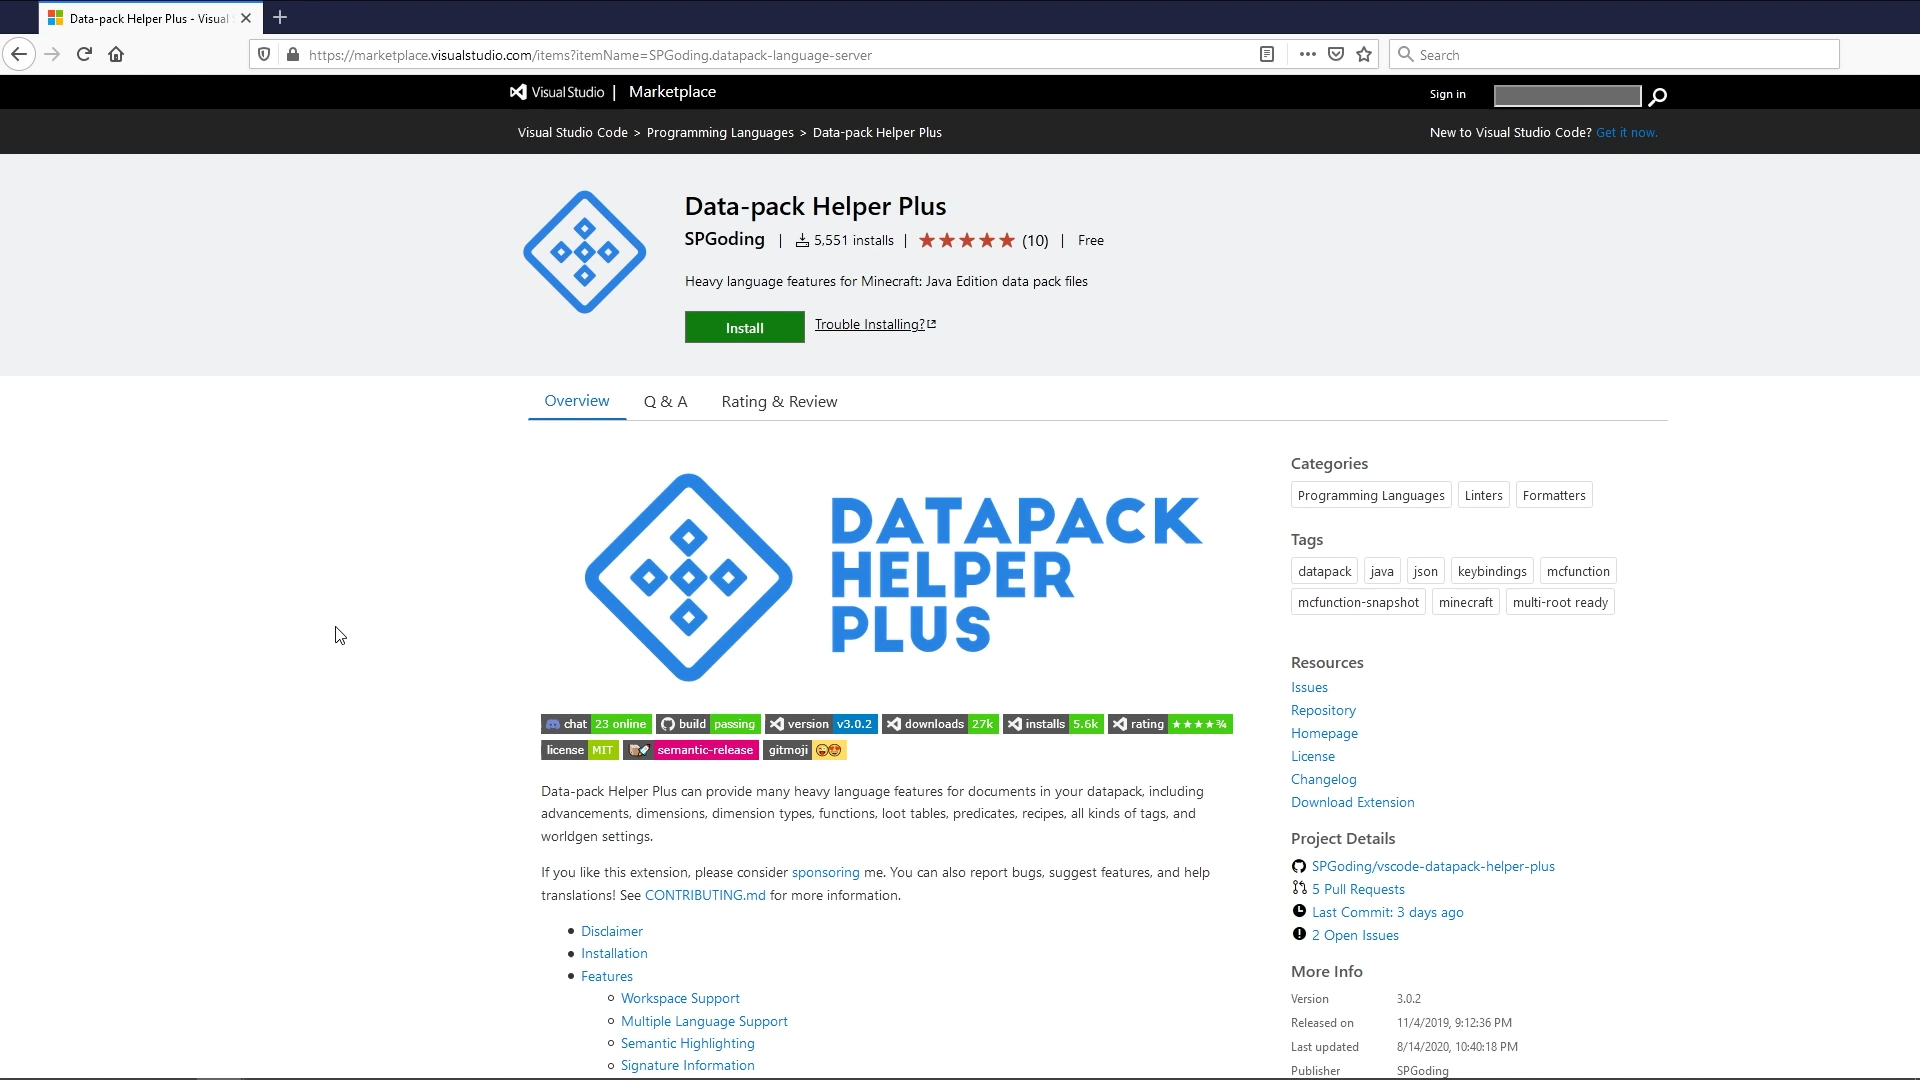 Data-pack Helper Plus - Visual
https://marketplace.visualstudio.com/items?itemName=SPGoding.datapack-language-server
Search
Visual Studio | Marketplace
Sign in
Visual Studio Code > Programming Languages > Data-pack Helper Plus
New to Visual Studio Code? Get it now.
Data-pack Helper Plus
SPGoding | 5,551 installs | ★★★★★ (10) | Free
Heavy language features for Minecraft: Java Edition data pack files
Install
Trouble Installing?
Overview
Q & A
Rating & Review
DATAPACK
HELPER
PLUS
chat 23 online build passing version v3.0.2 downloads 27k installs 5.6k rating ★★★★¾
license MIT semantic-release gitmoji
Data-pack Helper Plus can provide many heavy language features for documents in your datapack, including
advancements, dimensions, dimension types, functions, loot tables, predicates, recipes, all kinds of tags, and
worldgen settings.
If you like this extension, please consider sponsoring me. You can also report bugs, suggest features, and help
translations! See CONTRIBUTING.md for more information.
Disclaimer
Installation
Features
Workspace Support
Multiple Language Support
Semantic Highlighting
Signature Information
Categories
Programming Languages Linters Formatters
Tags
datapack java json keybindings mcfunction
mcfunction-snapshot minecraft multi-root ready
Resources
Issues
Repository
Homepage
License
Changelog
Download Extension
Project Details
SPGoding/vscode-datapack-helper-plus
5 Pull Requests
Last Commit: 3 days ago
2 Open Issues
More Info
Version 3.0.2
Released on 11/4/2019, 9:12:36 PM
Last updated 8/14/2020, 10:40:18 PM
Publisher SPGoding